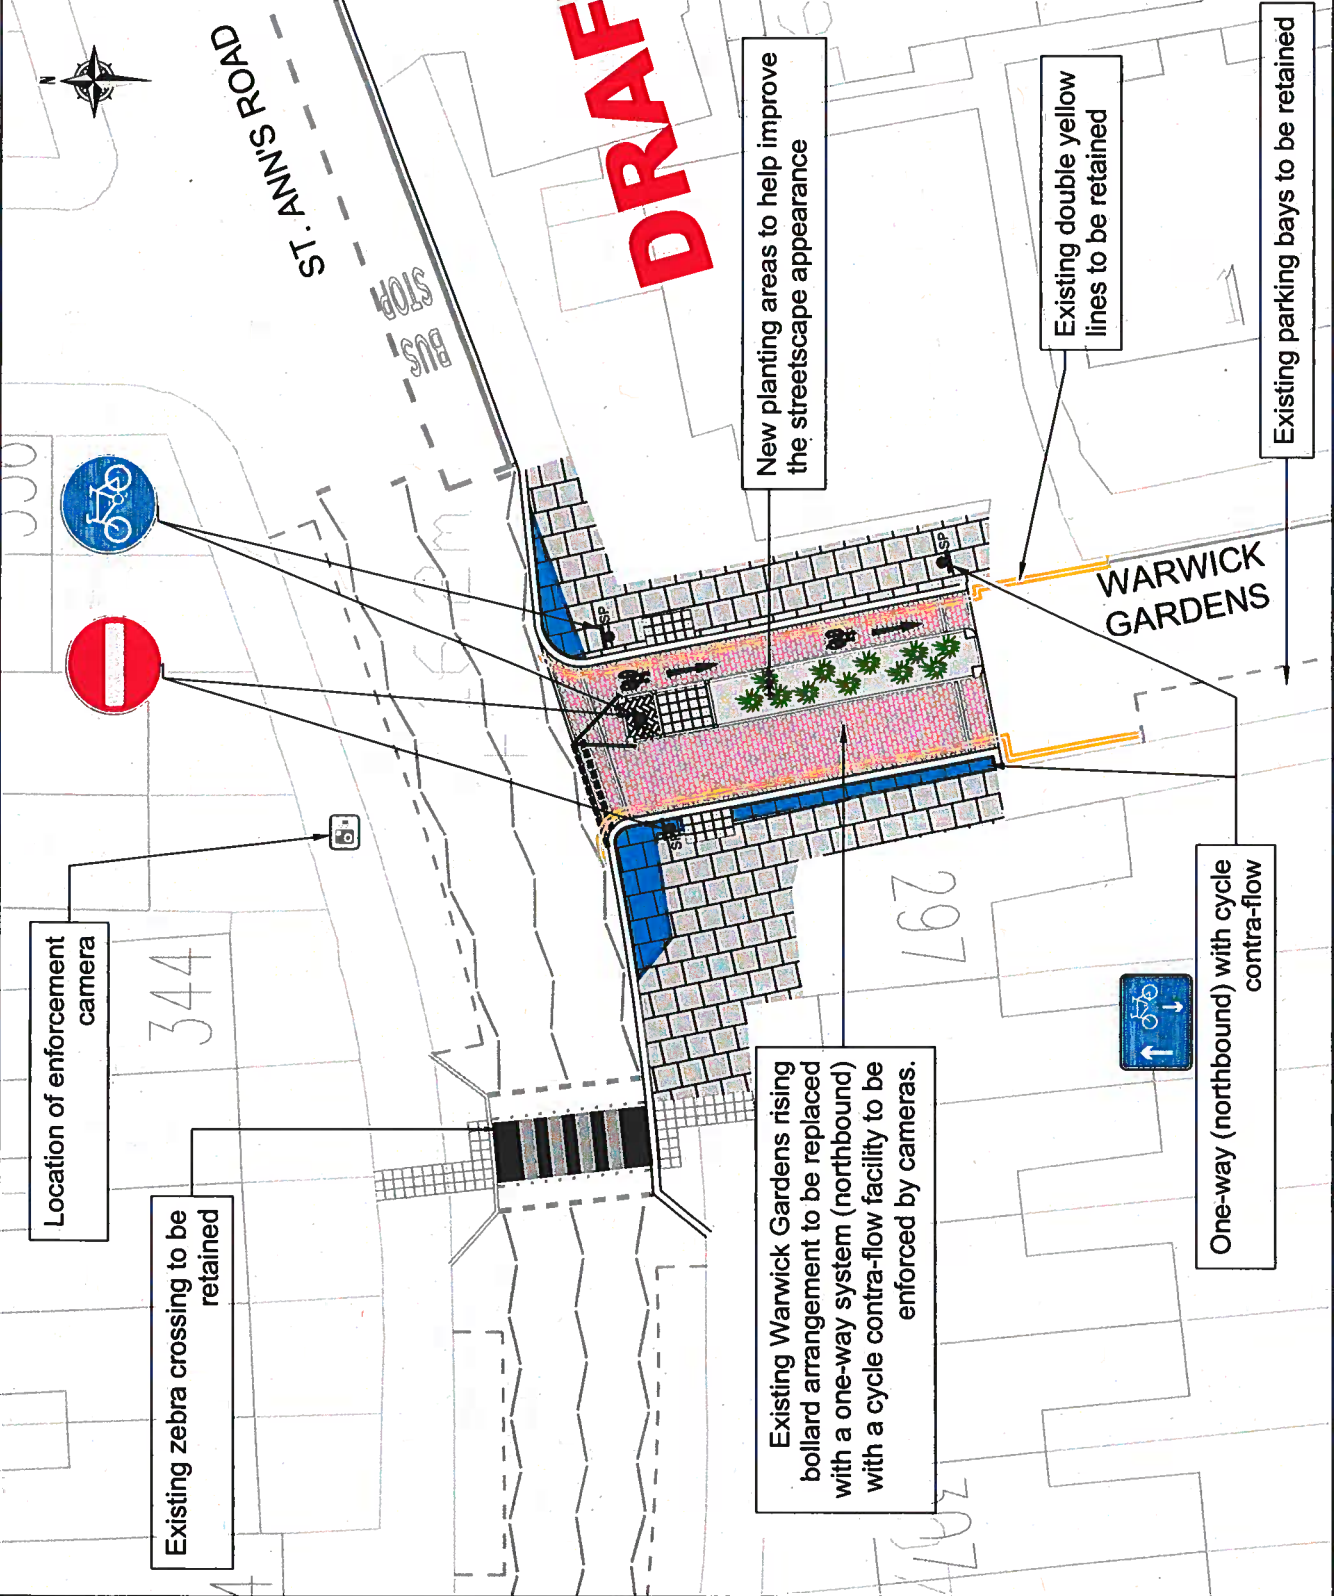 N
ST. ANN'S ROAD
DRAF
BUS
STOP
New planting areas to help improve
the streetscape appearance
Existing double yellow
lines to be retained
Existing parking bays to be retained
WARWICK
GARDENS
SP
SP
SP
Location of enforcement
camera
344
Existing zebra crossing to be
retained
297
Existing Warwick Gardens rising
bollard arrangement to be replaced
with a one-way system (northbound)
with a cycle contra-flow facility to be
enforced by cameras.
One-way (northbound) with cycle
contra-flow